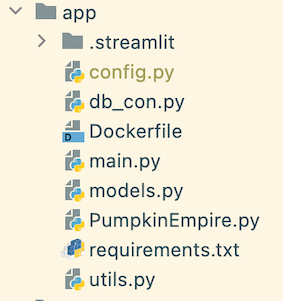 app
.streamlit
config.py
db_con.py
Dockerfile
main.py
models.py
PumpkinEmpire.py
requirements.txt
utils.py